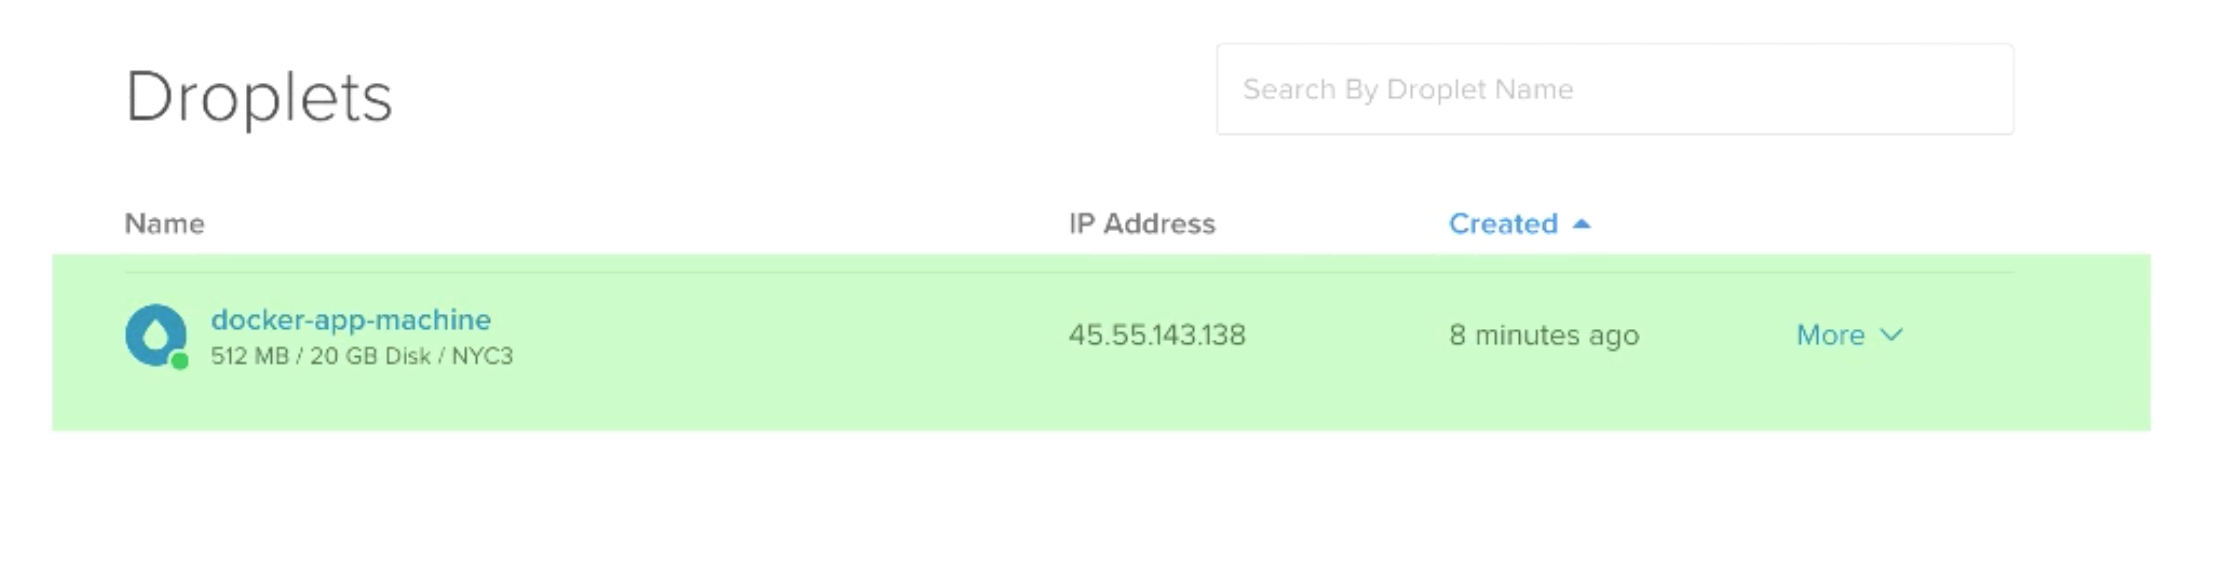 Droplets
Search By Droplet Name
Name IP Address Created
docker-app-machine
512 MB / 20 GB Disk / NYC3
45.55.143.138
8 minutes ago
More